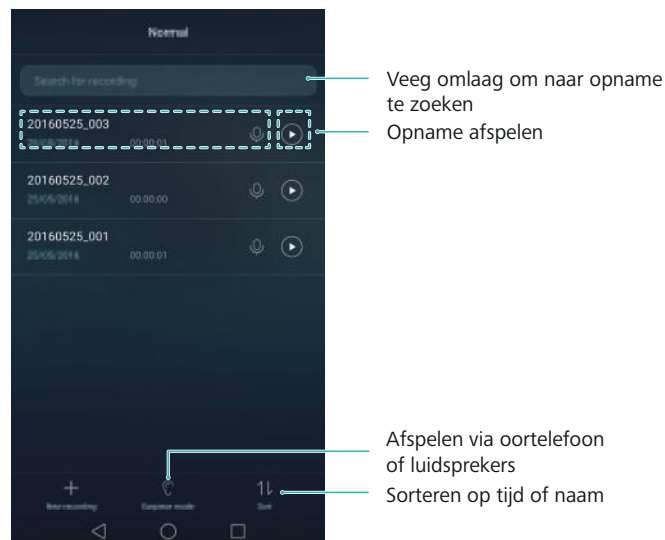 Normal
Search for recording
Veeg omlaag om naar opname
te zoeken
20160525_003
25/05/2016 00:00:01
Opname afspelen
20160525_002
25/05/2016 00:00:00
20160525_001
25/05/2016 00:00:01
Afspelen via oortelefoon
of luidsprekers
Sorteren op tijd of naam
New recording
Earpiece mode
Sort